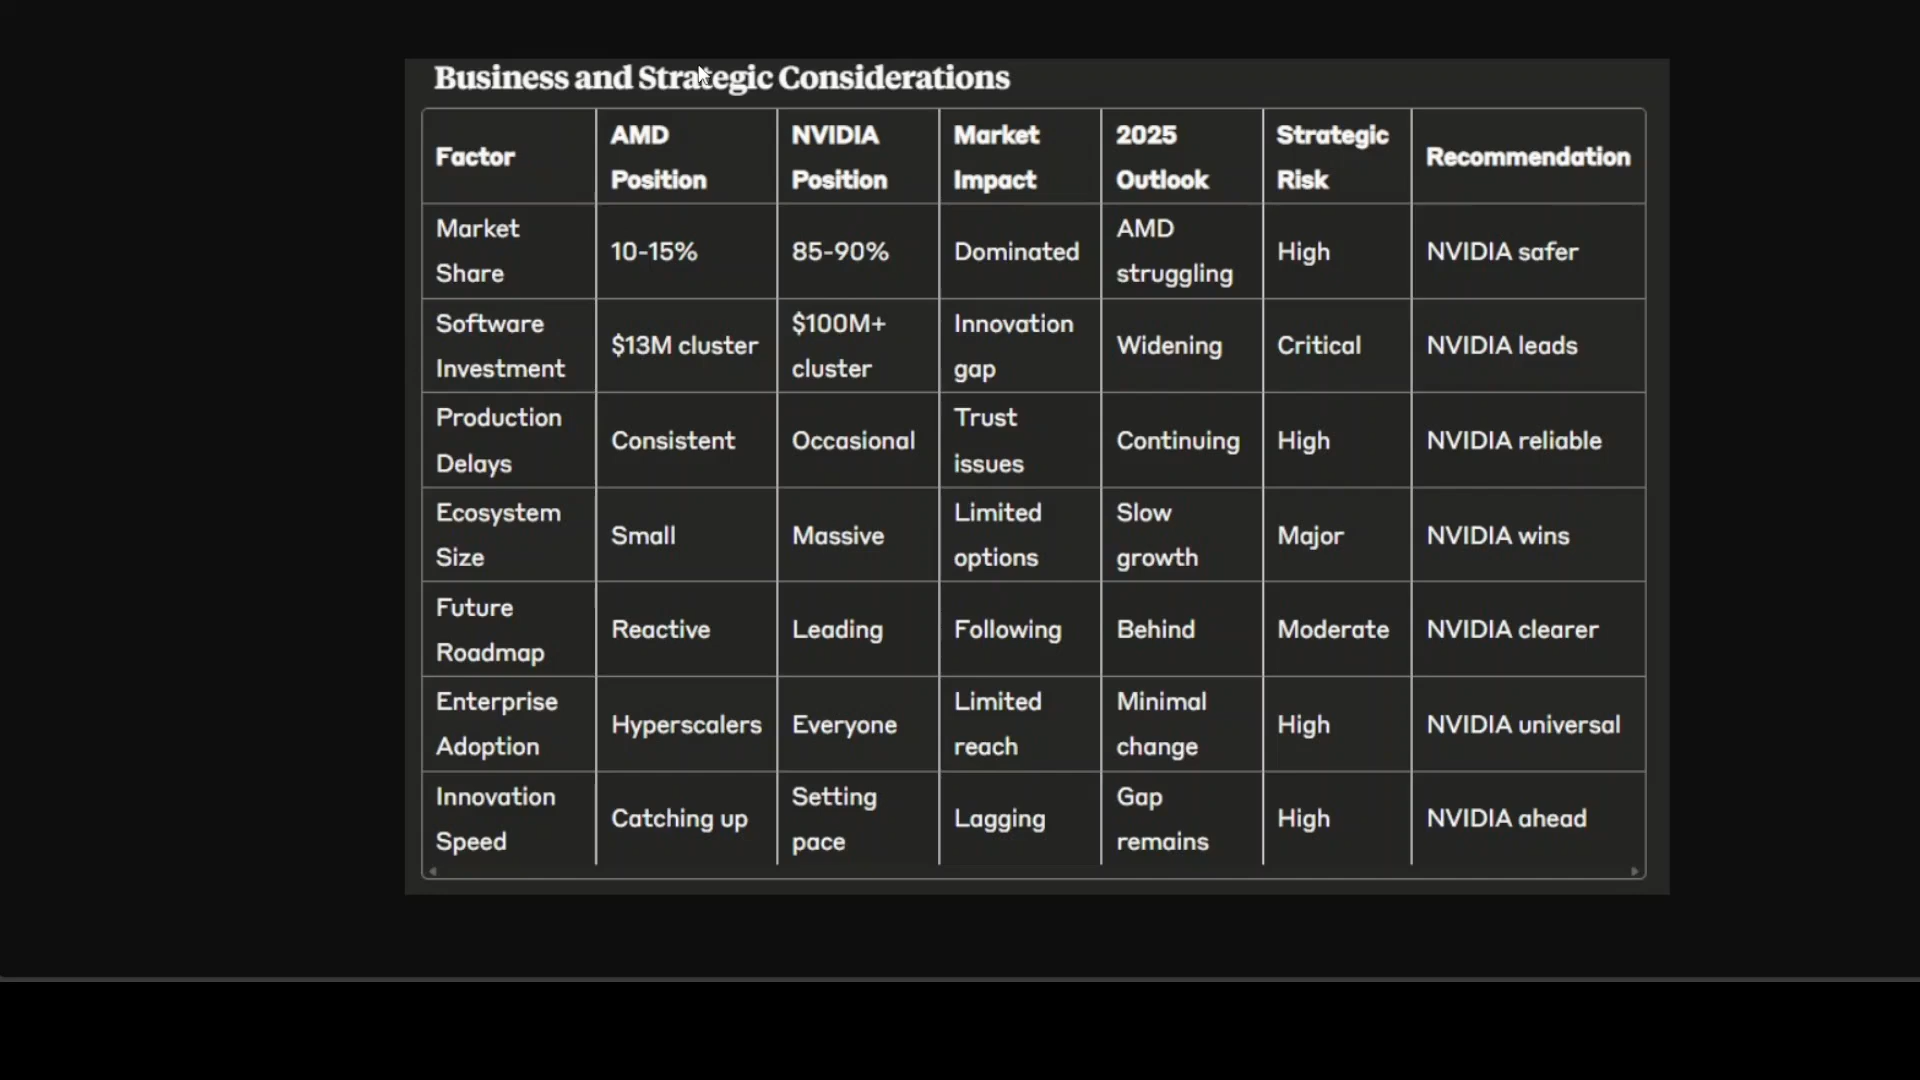 Business and Strategic Considerations
Factor
AMD
Position
NVIDIA
Position
Market
Impact
2025
Outlook
Strategic
Risk
Recommendation
Market
Share
10-15%
85-90%
Dominated
AMD
struggling
High
NVIDIA safer
Software
Investment
$13M cluster
$100M+
cluster
Innovation
gap
Widening
Critical
NVIDIA leads
Production
Delays
Consistent
Occasional
Trust
issues
Continuing
High
NVIDIA reliable
Ecosystem
Size
Small
Massive
Limited
options
Slow
growth
Major
NVIDIA wins
Future
Roadmap
Reactive
Leading
Following
Behind
Moderate
NVIDIA clearer
Enterprise
Adoption
Hyperscalers
Everyone
Limited
reach
Minimal
change
High
NVIDIA universal
Innovation
Speed
Catching up
Setting
pace
Lagging
Gap
remains
High
NVIDIA ahead